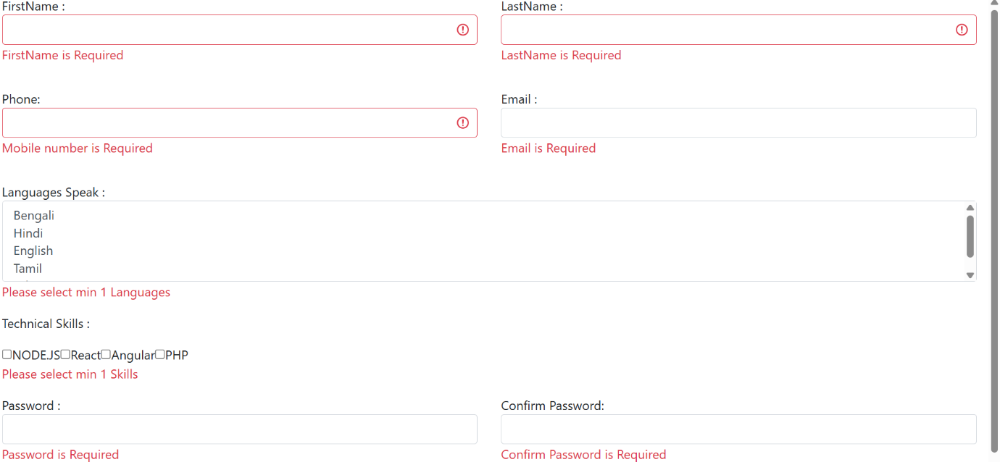 FirstName :
LastName :
FirstName is Required
LastName is Required
Phone:
Email :
Mobile number is Required
Email is Required
Languages Speak :
Bengali
Hindi
English
Tamil
Please select min 1 Languages
Technical Skills :
NODE.JS React Angular PHP
Please select min 1 Skills
Password :
Confirm Password:
Password is Required
Confirm Password is Required